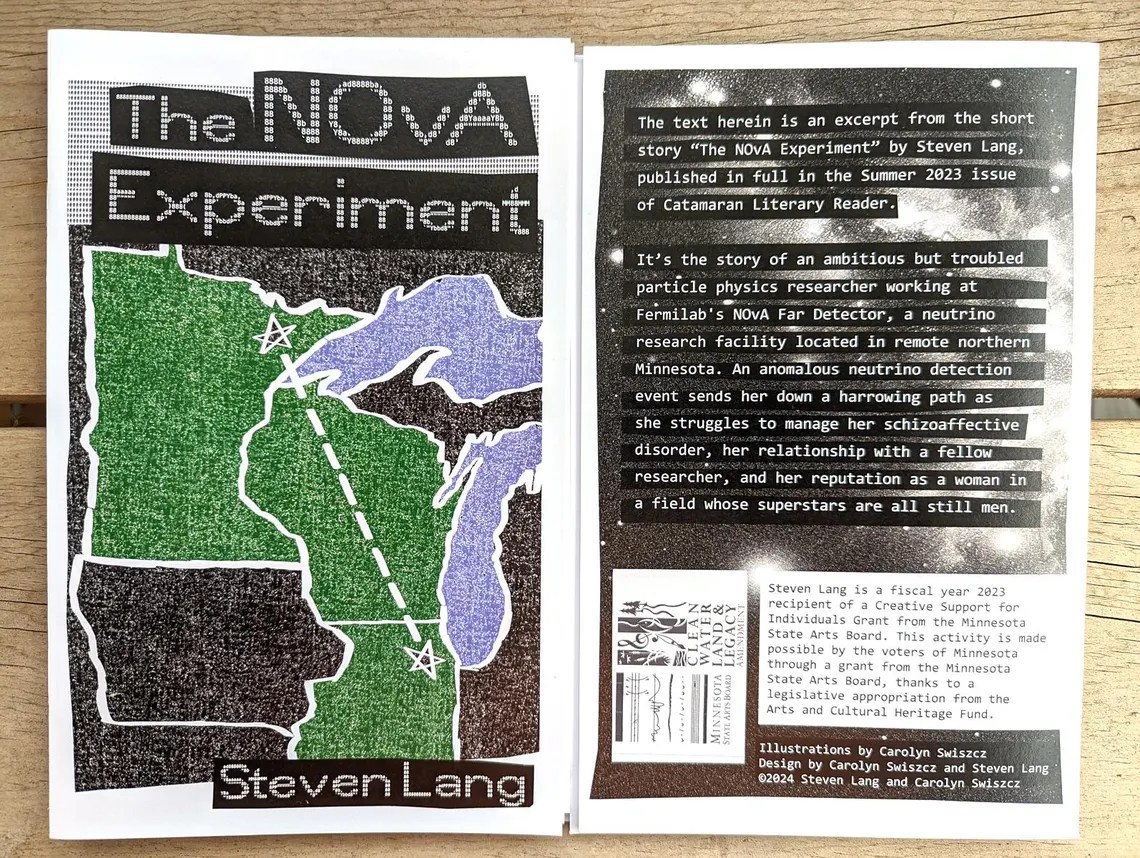 The NOvA
Experiment
Steven Lang
The text herein is an excerpt from the short
story “The NOvA Experiment” by Steven Lang,
published in full in the Summer 2023 issue
of Catamaran Literary Reader.
It’s the story of an ambitious but troubled
particle physics researcher working at
Fermilab's NOvA Far Detector, a neutrino
research facility located in remote northern
Minnesota. An anomalous neutrino detection
event sends her down a harrowing path as
she struggles to manage her schizoaffective
disorder, her relationship with a fellow
researcher, and her reputation as a woman in
a field whose superstars are all still men.
CLEAN
WATER
LAND &
LEGACY
AMENDMENT
MINNESOTA
STATE ARTS BOARD
Steven Lang is a fiscal year 2023
recipient of a Creative Support for
Individuals Grant from the Minnesota
State Arts Board. This activity is made
possible by the voters of Minnesota
through a grant from the Minnesota
State Arts Board, thanks to a
legislative appropriation from the
Arts and Cultural Heritage Fund.
Illustrations by Carolyn Swiszcz
Design by Carolyn Swiszcz and Steven Lang
©2024 Steven Lang and Carolyn Swiszcz